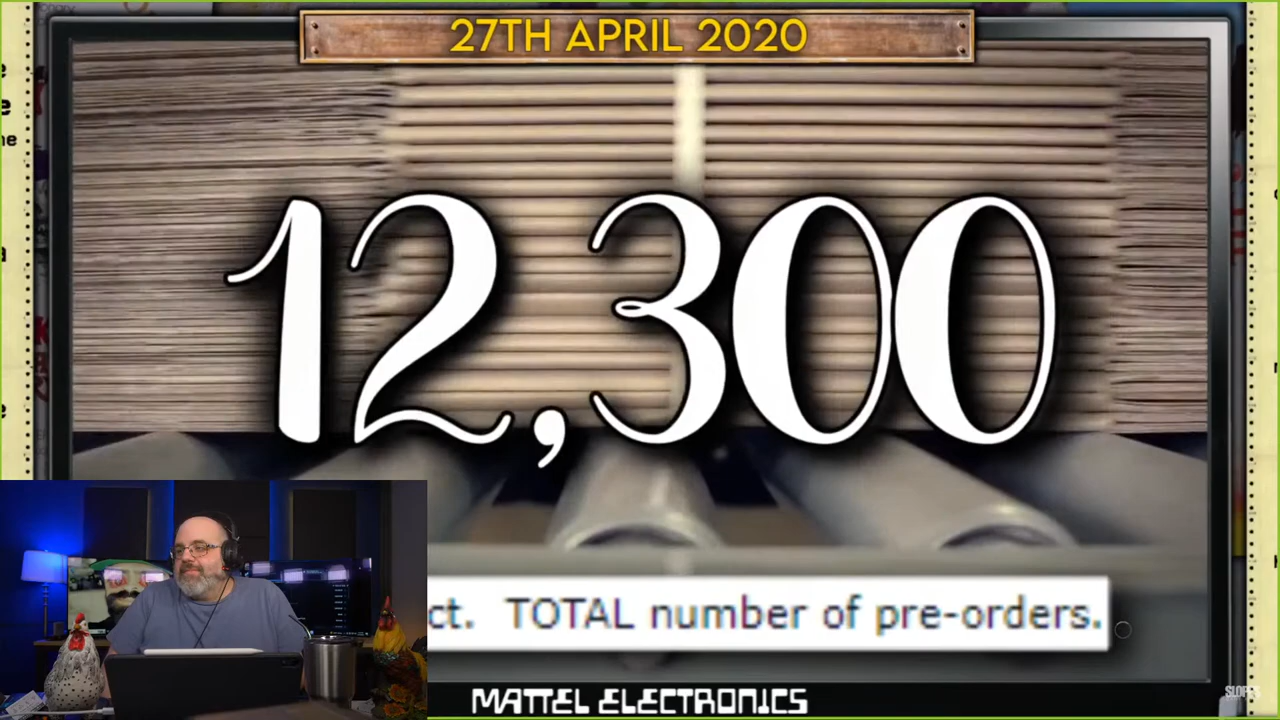 27TH APRIL 2020
12,300
ct. TOTAL number of pre-orders.
MATTEL ELECTRONICS